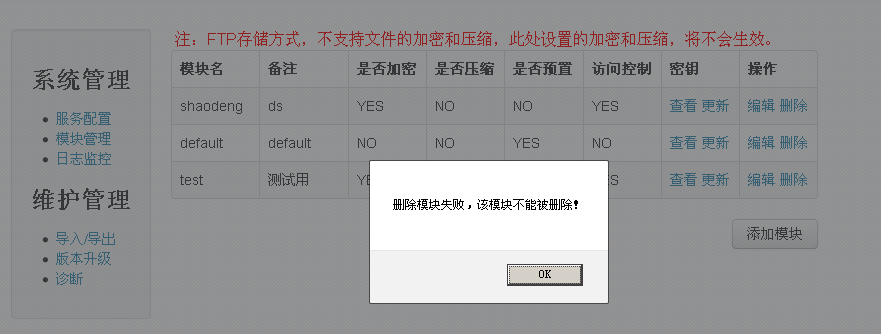 注：FTP存储方式，不支持文件的加密和压缩，此处设置的加密和压缩，将不会生效。
系统管理
服务配置
模块管理
日志监控
维护管理
导入/导出
版本升级
诊断
模块名 备注 是否加密 是否压缩 是否预置 访问控制 密钥 操作
shaodeng ds YES NO NO YES 查看 更新 编辑 删除
default default NO NO YES NO 查看 更新 编辑 删除
test 测试用 查看 更新 编辑 删除
删除模块失败，该模块不能被删除!
OK
添加模块